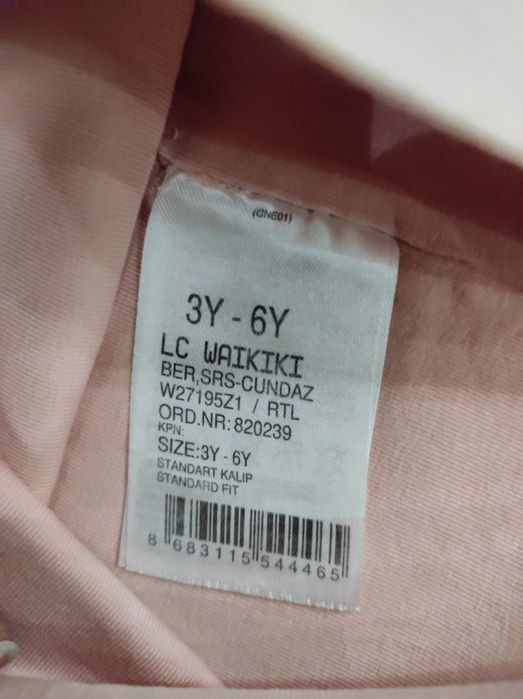 (GNE01)
3Y - 6Y
LC WAIKIKI
BER,SRS-CUNDAZ
W27195Z1 / RTL
ORD.NR: 820239
KPN:
SIZE:3Y - 6Y
STANDART KALIP
STANDARD FIT
8 683115 544465